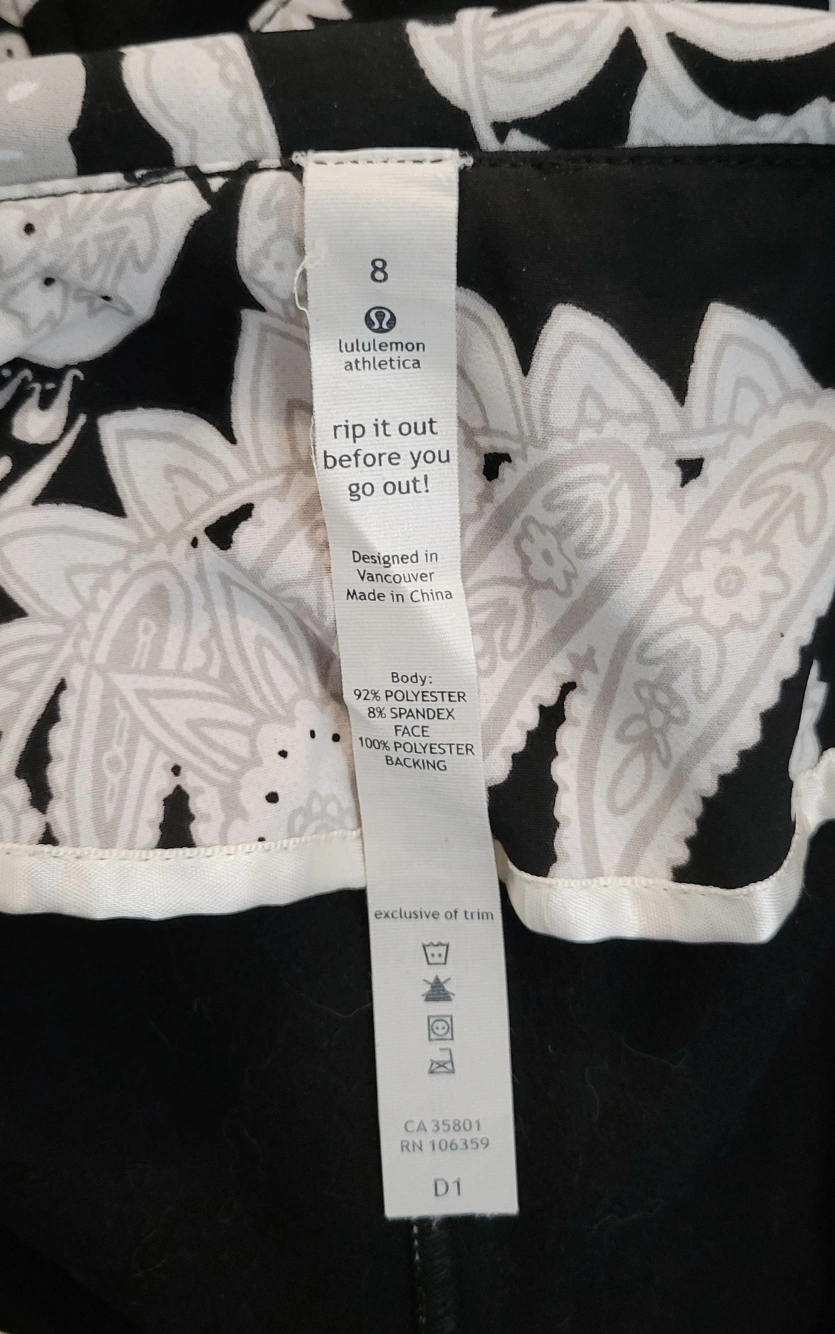 8
lululemon
athletica
rip it out
before you
go out!
Designed in
Vancouver
Made in China
Body:
92% POLYESTER
8% SPANDEX
FACE
100% POLYESTER
BACKING
exclusive of trim
CA 35801
RN 106359
D1